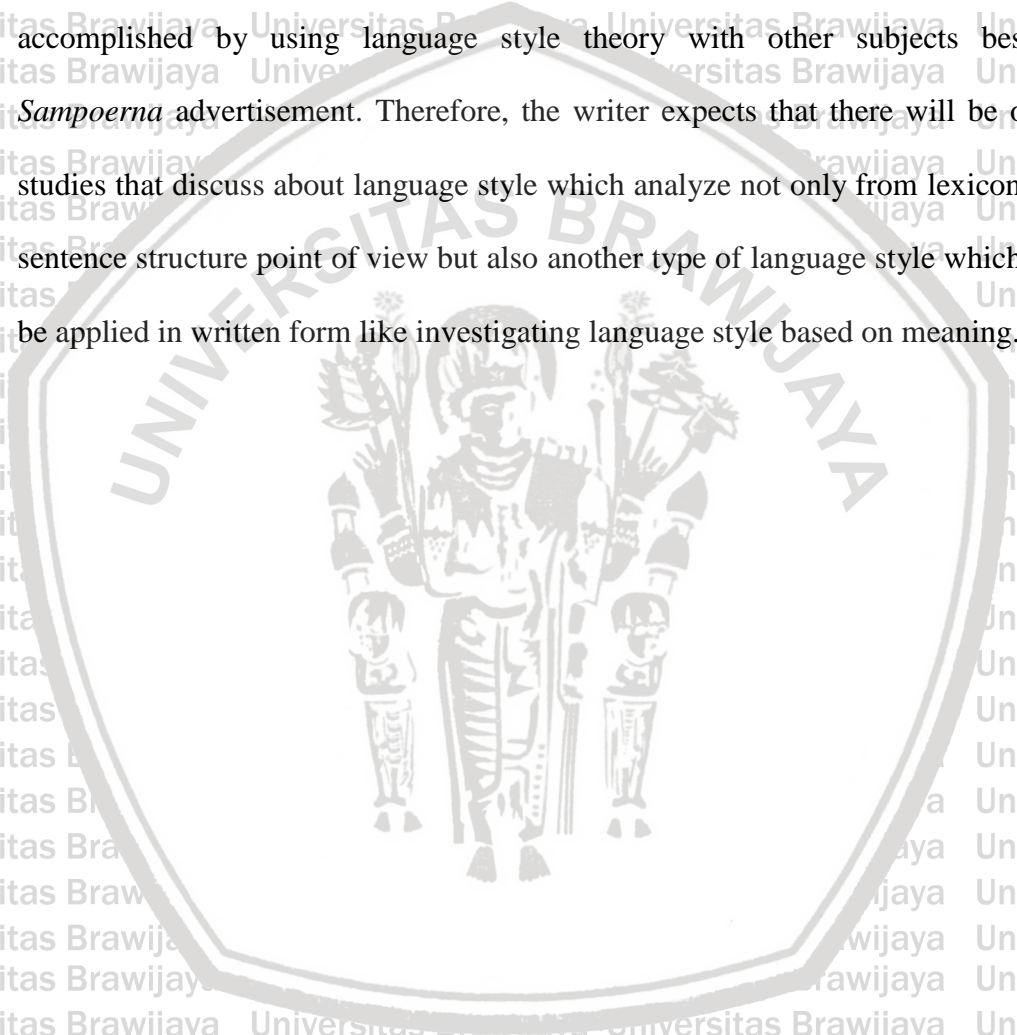 accomplished by using language style theory with other subjects
Sampoerna advertisement. Therefore, the writer expects that there will be
studies that discuss about language style which analyze not only from lexicon
sentence structure point of view but also another type of language style which
be applied in written form like investigating language style based on meaning.
UNIVERSITAS BRAWIJAYA